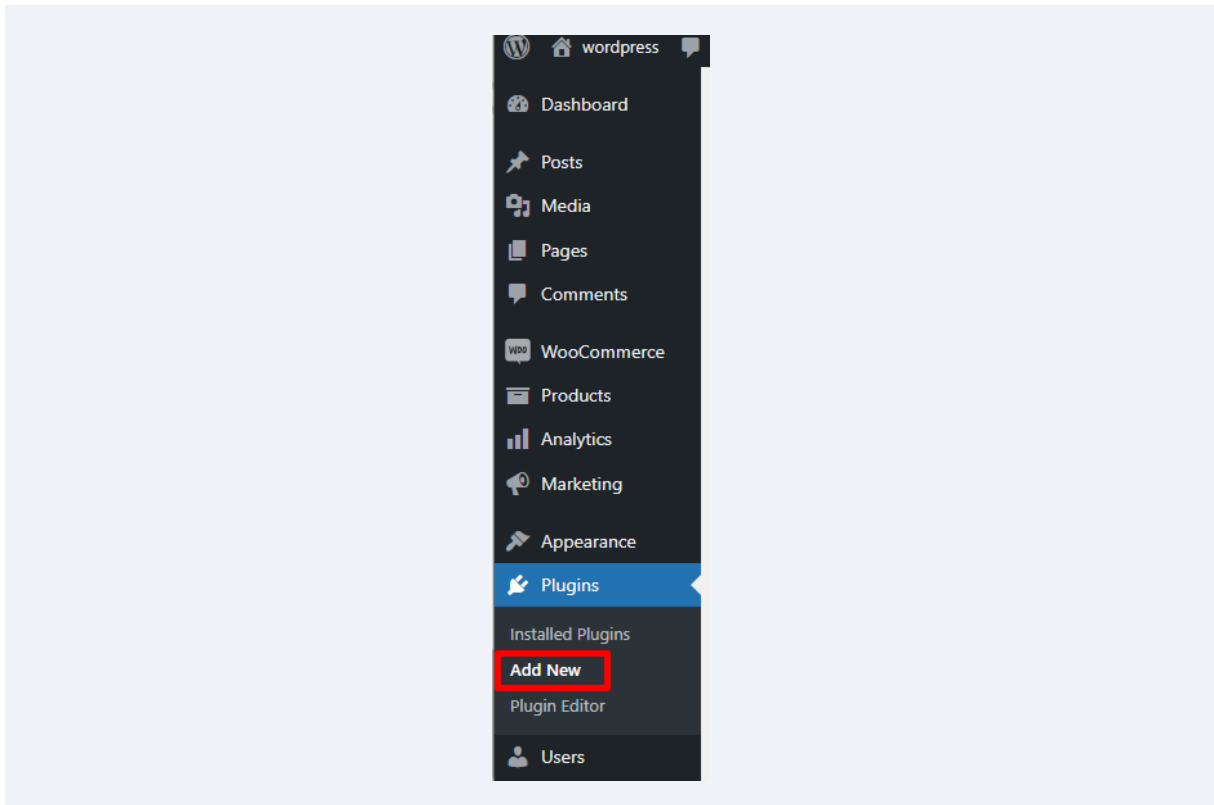 wordpress
Dashboard
Posts
Media
Pages
Comments
WOO WooCommerce
Products
Analytics
Marketing
Appearance
Plugins
Installed Plugins
Add New
Plugin Editor
Users